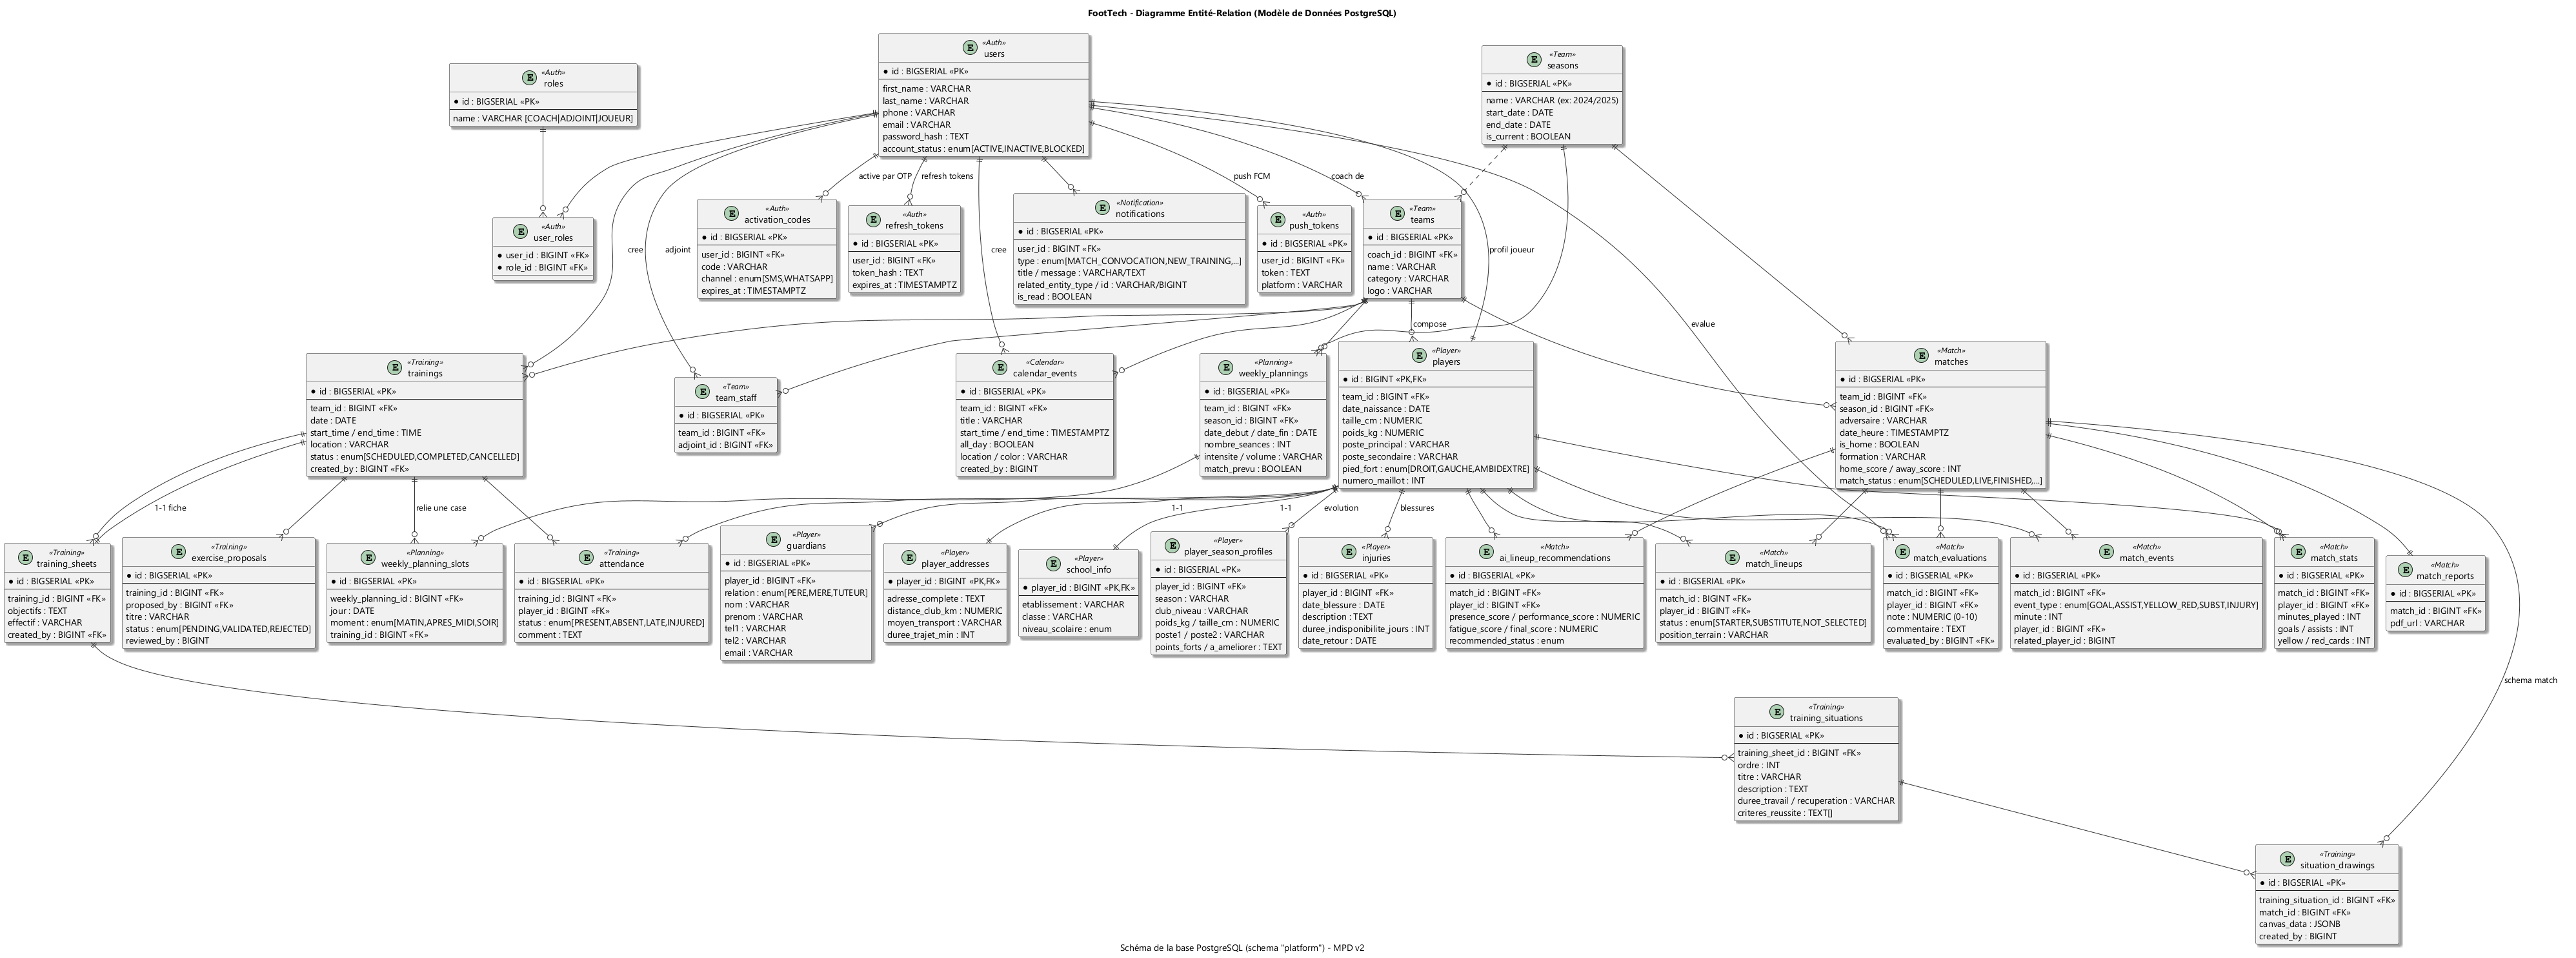 FootTech - Diagramme Entité-Relation (Modèle de Données PostgreSQL)
E «Auth»
users
id : BIGSERIAL «PK»
first_name : VARCHAR
last_name : VARCHAR
phone : VARCHAR
email : VARCHAR
password_hash : TEXT
account_status : enum[ACTIVE,INACTIVE,BLOCKED]
E «Team»
seasons
id : BIGSERIAL «PK»
name : VARCHAR (ex: 2024/2025)
start_date : DATE
end_date : DATE
is_current : BOOLEAN
E «Auth»
roles
id : BIGSERIAL «PK»
name : VARCHAR [COACH|ADJOINT|JOUEUR]
active par OTP
refresh tokens
push FCM
coach de
E «Auth»
user_roles
user_id : BIGINT «FK»
role_id : BIGINT «FK»
cree
adjoint
E «Auth»
activation_codes
id : BIGSERIAL «PK»
user_id : BIGINT «FK»
code : VARCHAR
channel : enum[SMS,WHATSAPP]
expires_at : TIMESTAMPTZ
E «Auth»
refresh_tokens
id : BIGSERIAL «PK»
user_id : BIGINT «FK»
token_hash : TEXT
expires_at : TIMESTAMPTZ
cree
E «Notification»
notifications
id : BIGSERIAL «PK»
user_id : BIGINT «FK»
type : enum[MATCH_CONVOCATION,NEW_TRAINING,...]
title / message : VARCHAR/TEXT
related_entity_type / id : VARCHAR/BIGINT
is_read : BOOLEAN
E «Auth»
push_tokens
id : BIGSERIAL «PK»
user_id : BIGINT «FK»
token : TEXT
platform : VARCHAR
E «Team»
teams
id : BIGSERIAL «PK»
coach_id : BIGINT «FK»
name : VARCHAR
category : VARCHAR
logo : VARCHAR
profil joueur
compose
evalue
E «Training»
trainings
id : BIGSERIAL «PK»
team_id : BIGINT «FK»
date : DATE
start_time / end_time : TIME
location : VARCHAR
status : enum[SCHEDULED,COMPLETED,CANCELLED]
created_by : BIGINT «FK»
E «Team»
team_staff
id : BIGSERIAL «PK»
team_id : BIGINT «FK»
adjoint_id : BIGINT «FK»
E «Calendar»
calendar_events
id : BIGSERIAL «PK»
team_id : BIGINT «FK»
title : VARCHAR
start_time / end_time : TIMESTAMPTZ
all_day : BOOLEAN
location / color : VARCHAR
created_by : BIGINT
E «Planning»
weekly_plannings
id : BIGSERIAL «PK»
team_id : BIGINT «FK»
season_id : BIGINT «FK»
date_debut / date_fin : DATE
nombre_seances : INT
intensite / volume : VARCHAR
match_prevu : BOOLEAN
E «Player»
players
id : BIGINT «PK,FK»
team_id : BIGINT «FK»
date_naissance : DATE
taille_cm : NUMERIC
poids_kg : NUMERIC
poste_principal : VARCHAR
poste_secondaire : VARCHAR
pied_fort : enum[DROIT,GAUCHE,AMBIDEXTRE]
numero_maillot : INT
E «Match»
matches
id : BIGSERIAL «PK»
team_id : BIGINT «FK»
season_id : BIGINT «FK»
adversaire : VARCHAR
date_heure : TIMESTAMPTZ
is_home : BOOLEAN
formation : VARCHAR
home_score / away_score : INT
match_status : enum[SCHEDULED,LIVE,FINISHED,...]
1-1 fiche
relie une case
1-1
1-1
evolution
blessures
E «Training»
training_sheets
id : BIGSERIAL «PK»
training_id : BIGINT «FK»
objectifs : TEXT
effectif : VARCHAR
created_by : BIGINT «FK»
E «Training»
exercise_proposals
id : BIGSERIAL «PK»
training_id : BIGINT «FK»
proposed_by : BIGINT «FK»
titre : VARCHAR
status : enum[PENDING,VALIDATED,REJECTED]
reviewed_by : BIGINT
E «Planning»
weekly_planning_slots
id : BIGSERIAL «PK»
weekly_planning_id : BIGINT «FK»
jour : DATE
moment : enum[MATIN,APRES_MIDI,SOIR]
training_id : BIGINT «FK»
E «Training»
attendance
id : BIGSERIAL «PK»
training_id : BIGINT «FK»
player_id : BIGINT «FK»
status : enum[PRESENT,ABSENT,LATE,INJURED]
comment : TEXT
E «Player»
guardians
id : BIGSERIAL «PK»
player_id : BIGINT «FK»
relation : enum[PERE,MERE,TUTEUR]
nom : VARCHAR
prenom : VARCHAR
tel1 : VARCHAR
tel2 : VARCHAR
email : VARCHAR
E «Player»
player_addresses
player_id : BIGINT «PK,FK»
adresse_complete : TEXT
distance_club_km : NUMERIC
moyen_transport : VARCHAR
duree_trajet_min : INT
E «Player»
school_info
player_id : BIGINT «PK,FK»
etablissement : VARCHAR
classe : VARCHAR
niveau_scolaire : enum
E «Player»
player_season_profiles
id : BIGSERIAL «PK»
player_id : BIGINT «FK»
season : VARCHAR
club_niveau : VARCHAR
poids_kg / taille_cm : NUMERIC
poste1 / poste2 : VARCHAR
points_forts / a_ameliorer : TEXT
E «Player»
injuries
id : BIGSERIAL «PK»
player_id : BIGINT «FK»
date_blessure : DATE
description : TEXT
duree_indisponibilite_jours : INT
date_retour : DATE
E «Match»
ai_lineup_recommendations
id : BIGSERIAL «PK»
match_id : BIGINT «FK»
player_id : BIGINT «FK»
presence_score / performance_score : NUMERIC
fatigue_score / final_score : NUMERIC
recommended_status : enum
E «Match»
match_lineups
id : BIGSERIAL «PK»
match_id : BIGINT «FK»
player_id : BIGINT «FK»
status : enum[STARTER,SUBSTITUTE,NOT_SELECTED]
position_terrain : VARCHAR
E «Match»
match_evaluations
id : BIGSERIAL «PK»
match_id : BIGINT «FK»
player_id : BIGINT «FK»
note : NUMERIC (0-10)
commentaire : TEXT
evaluated_by : BIGINT «FK»
E «Match»
match_events
id : BIGSERIAL «PK»
match_id : BIGINT «FK»
event_type : enum[GOAL,ASSIST,YELLOW_RED,SUBST,INJURY]
minute : INT
player_id : BIGINT «FK»
related_player_id : BIGINT
E «Match»
match_stats
id : BIGSERIAL «PK»
match_id : BIGINT «FK»
player_id : BIGINT «FK»
minutes_played : INT
goals / assists : INT
yellow / red_cards : INT
E «Match»
match_reports
id : BIGSERIAL «PK»
match_id : BIGINT «FK»
pdf_url : VARCHAR
schema match
E «Training»
training_situations
id : BIGSERIAL «PK»
training_sheet_id : BIGINT «FK»
ordre : INT
titre : VARCHAR
description : TEXT
duree_travail / recuperation : VARCHAR
criteres_reussite : TEXT[]
E «Training»
situation_drawings
id : BIGSERIAL «PK»
training_situation_id : BIGINT «FK»
match_id : BIGINT «FK»
canvas_data : JSONB
created_by : BIGINT
Schéma de la base PostgreSQL (schema "platform") - MPD v2